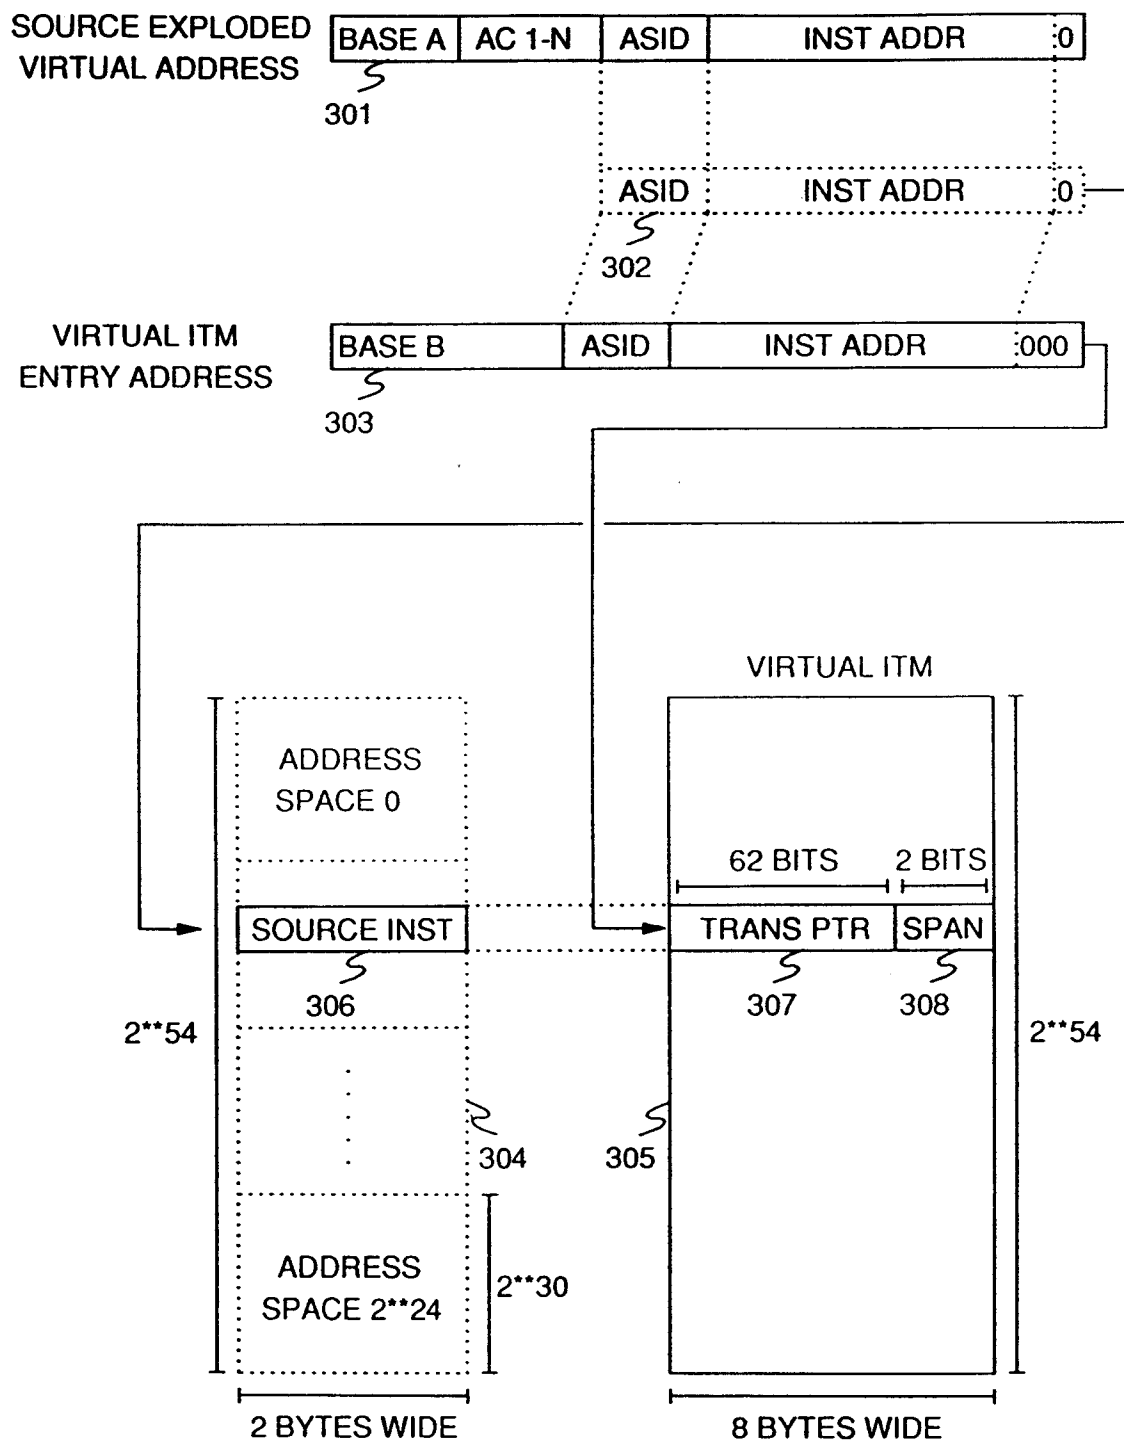 SOURCE EXPLODED
VIRTUAL ADDRESS
BASE A AC 1-N ASID INST ADDR 0
301
ASID INST ADDR 0
302
VIRTUAL ITM
ENTRY ADDRESS
BASE B ASID INST ADDR 000
303
VIRTUAL ITM
ADDRESS
SPACE 0
62 BITS 2 BITS
SOURCE INST TRANS PTR SPAN
306 307 308
2**54 2**54
304 305
ADDRESS
SPACE 2**24
2**30
2 BYTES WIDE 8 BYTES WIDE